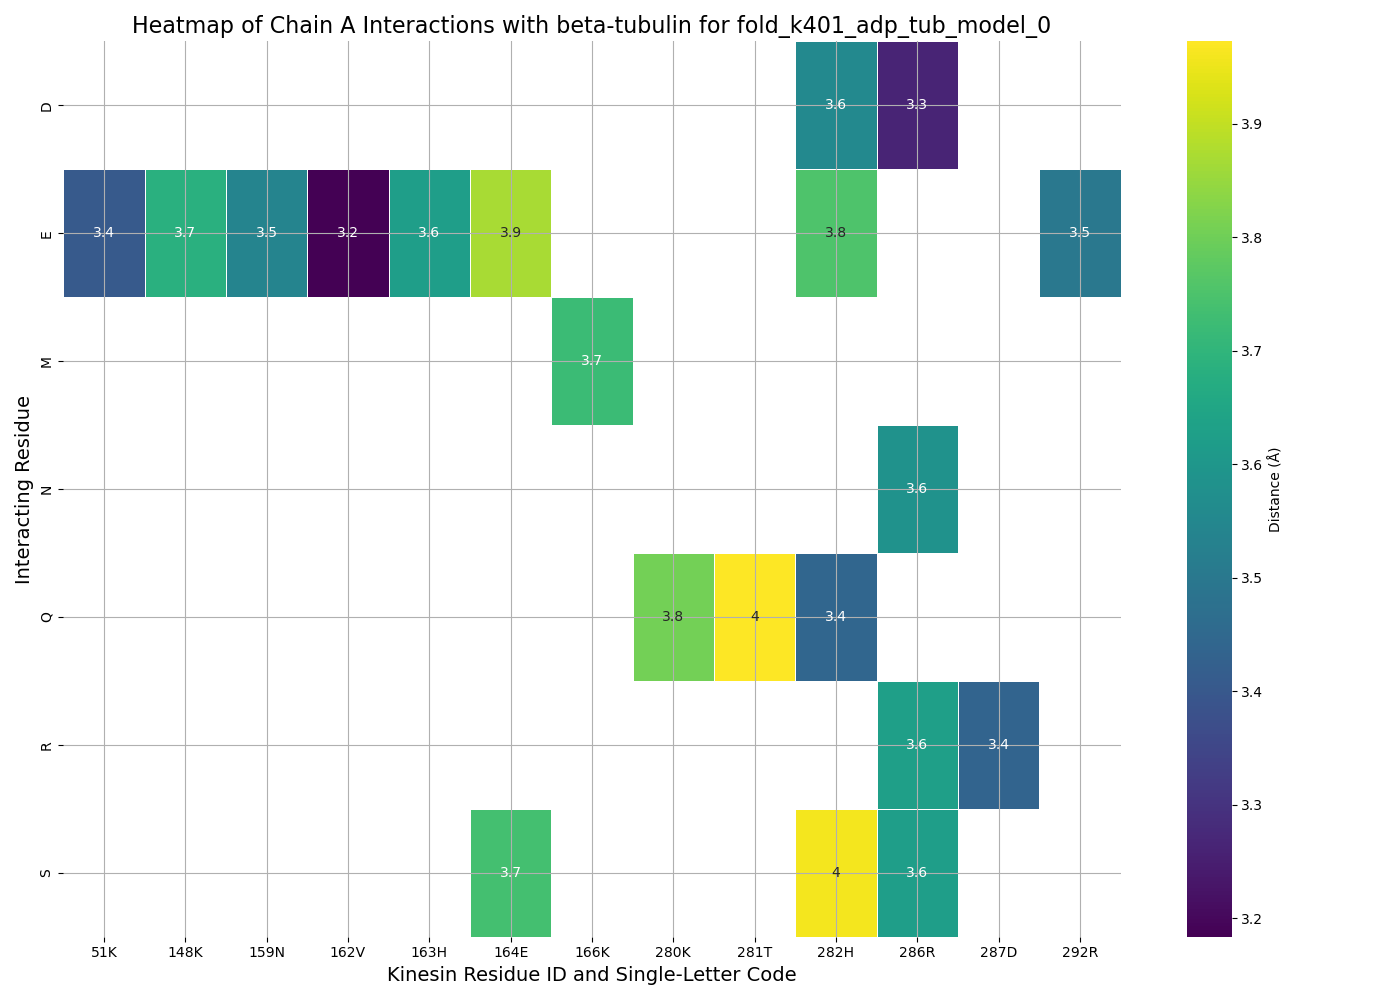 Heatmap of Chain A Interactions with beta-tubulin for fold_k401_adp_tub_model_0
Interacting Residue
D
3.6 3.3
E
3.4 3.7 3.5 3.2 3.6 3.9 3.8 3.5
M
3.7
N
3.6
Q
3.8 4 3.4
R
3.6 3.4
S
3.7 4 3.6
51K 148K 159N 162V 163H 164E 166K 280K 281T 282H 286R 287D 292R
Kinesin Residue ID and Single-Letter Code
3.9
3.8
3.7
3.6
3.5
3.4
3.3
3.2
Distance (Å)